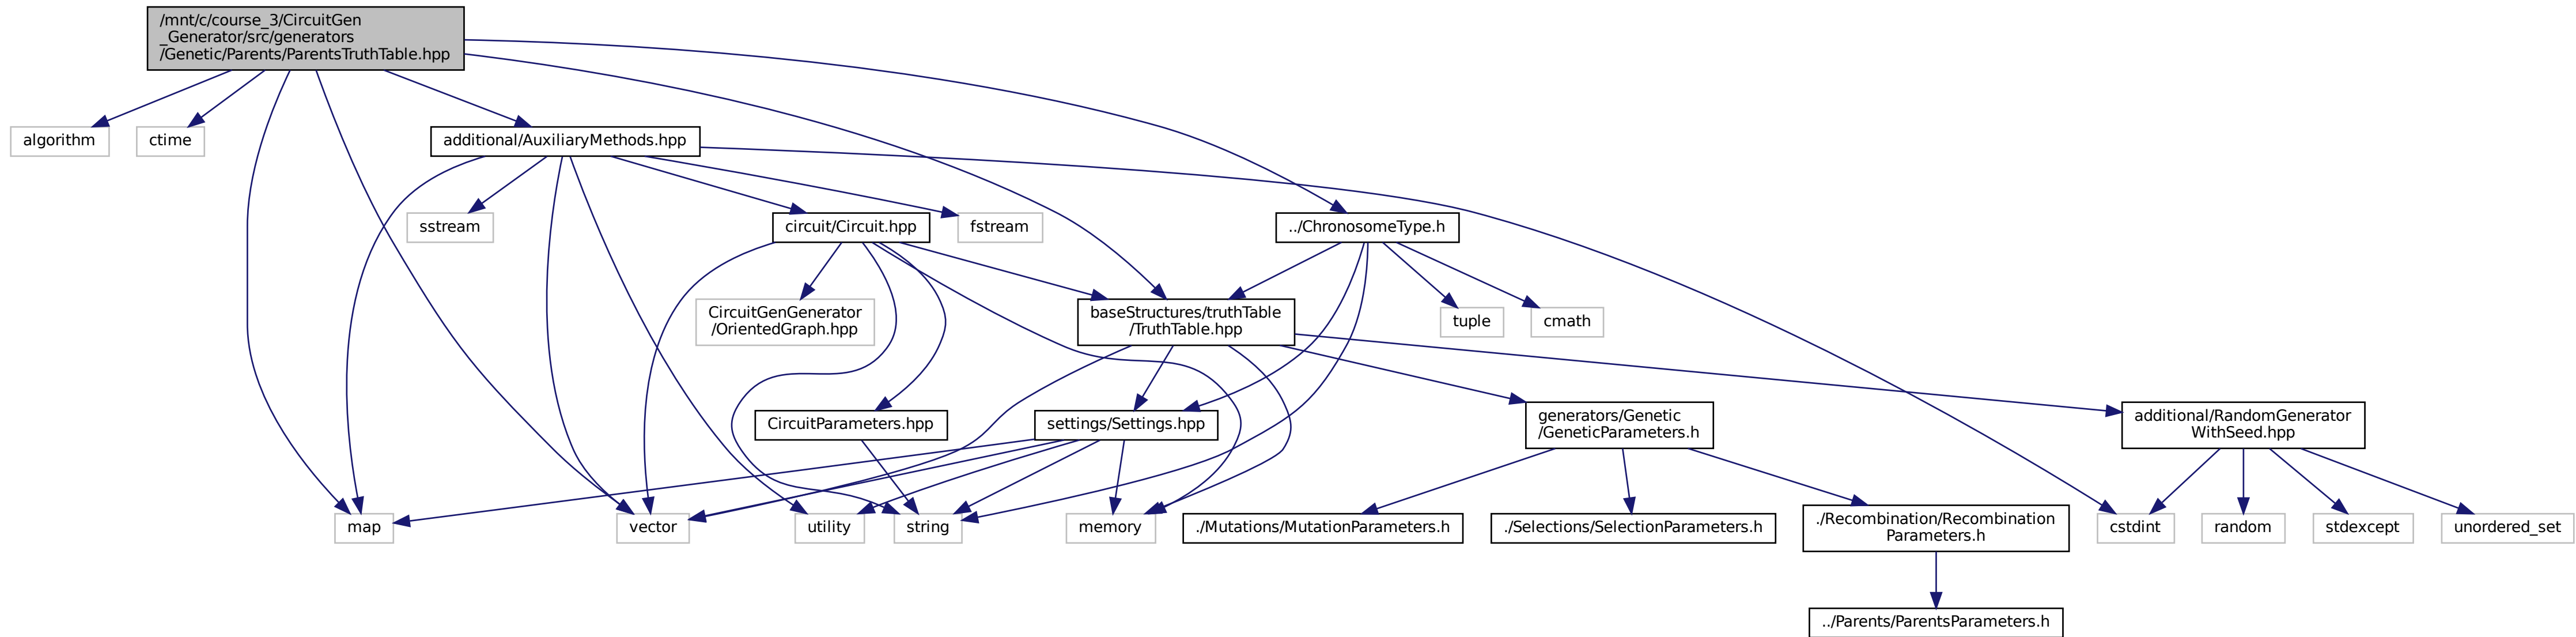 /mnt/c/course_3/CircuitGen
_Generator/src/generators
/Genetic/Parents/ParentsTruthTable.hpp
algorithm
ctime
additional/AuxiliaryMethods.hpp
sstream
circuit/Circuit.hpp
fstream
../ChronosomeType.h
CircuitGenGenerator
/OrientedGraph.hpp
baseStructures/truthTable
/TruthTable.hpp
tuple
cmath
CircuitParameters.hpp
settings/Settings.hpp
generators/Genetic
/GeneticParameters.h
additional/RandomGenerator
WithSeed.hpp
map
vector
utility
string
memory
./Mutations/MutationParameters.h
./Selections/SelectionParameters.h
./Recombination/Recombination
Parameters.h
cstdint
random
stdexcept
unordered_set
../Parents/ParentsParameters.h